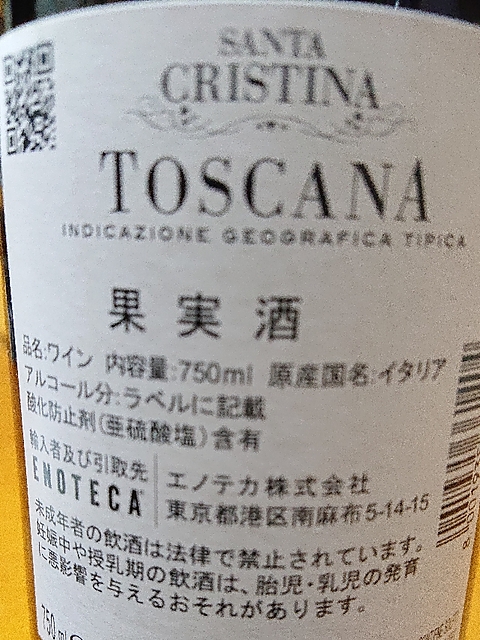 SANTA
CRISTINA
TOSCANA
INDICAZIONE GEOGRAFICA TIPICA
果実酒
品名:ワイン 内容量:750ml 原産国名:イタリア
アルコール分:ラベルに記載
酸化防止剤(亜硫酸塩)含有
輸入者及び引取先
ENOTECA
エノテカ株式会社
東京都港区南麻布5-14-15
未成年者の飲酒は法律で禁止されています。
妊娠中や授乳期の飲酒は、胎児・乳児の発育
に悪影響を与えるおそれがあります。
750 ml